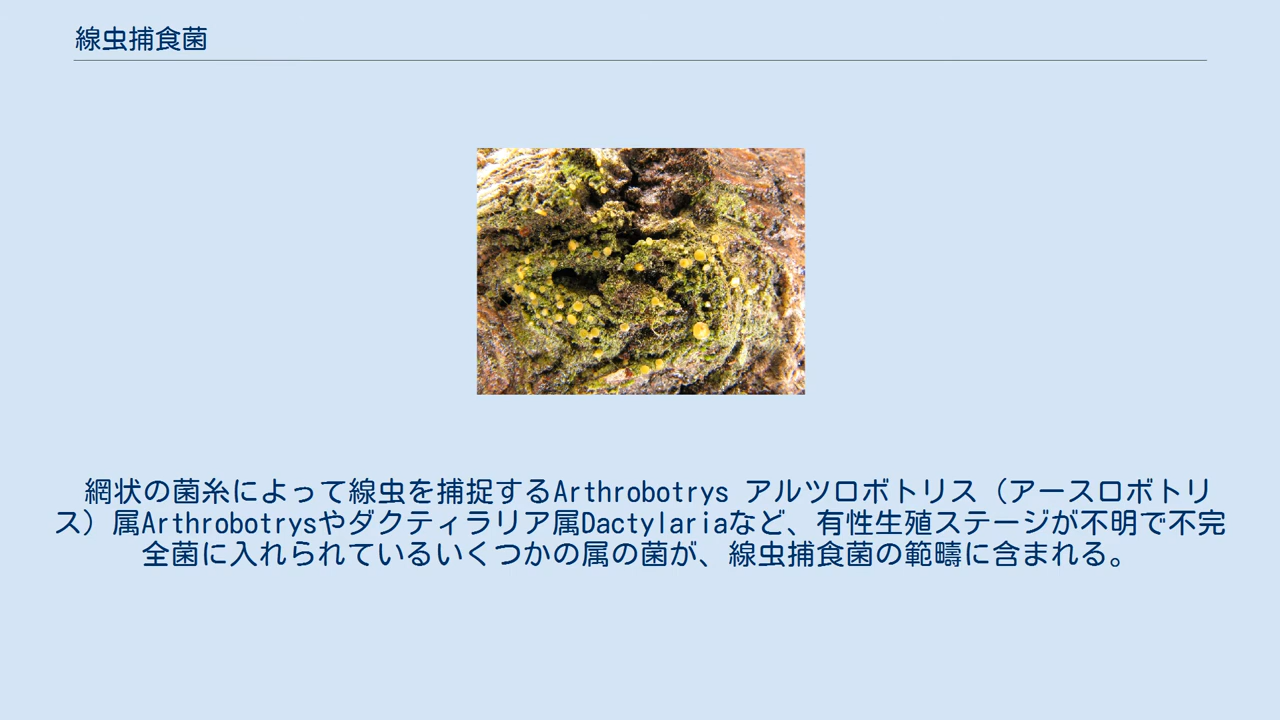 線虫捕食菌
網状の菌糸によって線虫を捕捉するArthrobotrys アルツロボトリス（アースロボトリ
ス）属Arthrobotrysやダクティラリア属Dactylariaなど、有性生殖ステージが不明で不完
全菌に入れられているいくつかの属の菌が、線虫捕食菌の範疇に含まれる。